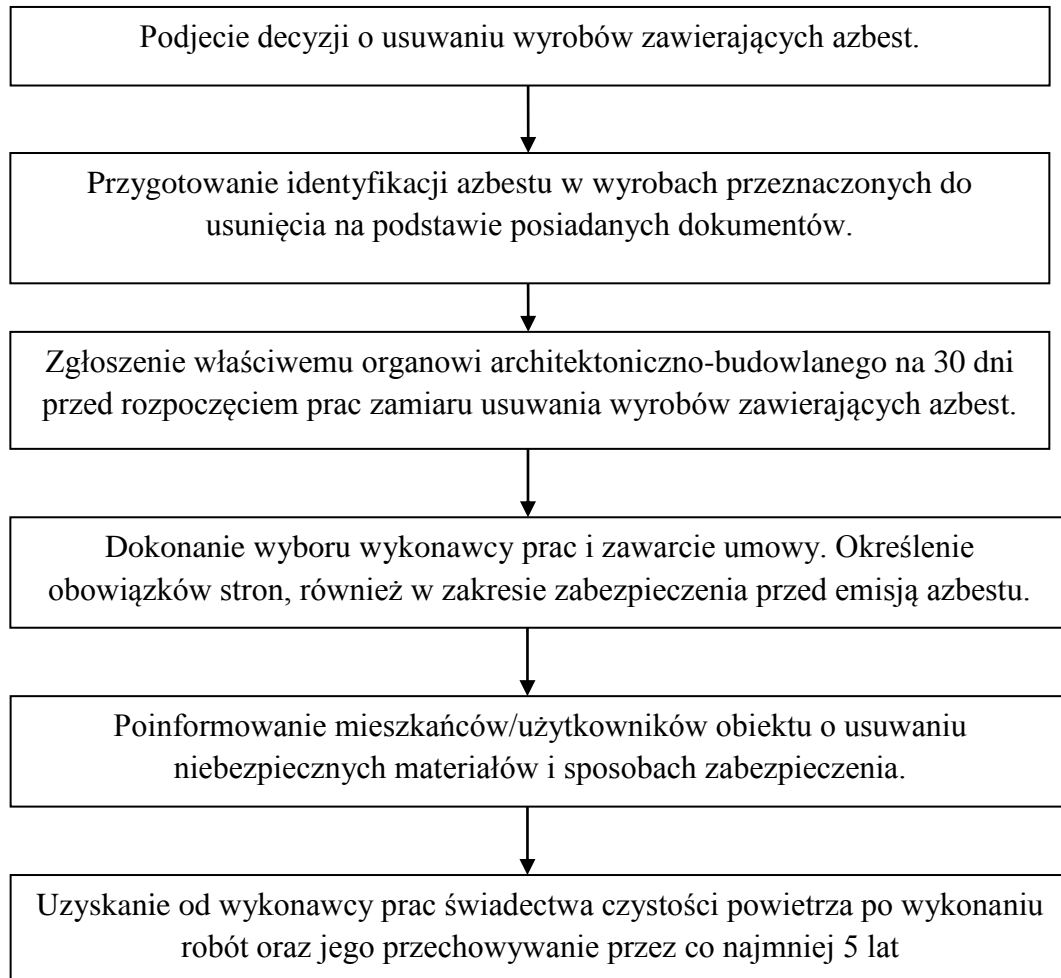 Podjecie decyzji o usuwaniu wyrobów zawierających azbest.
Przygotowanie identyfikacji azbestu w wyrobach przeznaczonych do
usunięcia na podstawie posiadanych dokumentów.
Zgłoszenie właściwemu organowi architektoniczno-budowlanego na 30 dni
przed rozpoczęciem prac zamiaru usuwania wyrobów zawierających azbest.
Dokonanie wyboru wykonawcy prac i zawarcie umowy. Określenie
obowiązków stron, również w zakresie zabezpieczenia przed emisją azbestu.
Poinformowanie mieszkańców/użytkowników obiektu o usuwaniu
niebezpiecznych materiałów i sposobach zabezpieczenia.
Uzyskanie od wykonawcy prac świadectwa czystości powietrza po wykonaniu
robót oraz jego przechowywanie przez co najmniej 5 lat